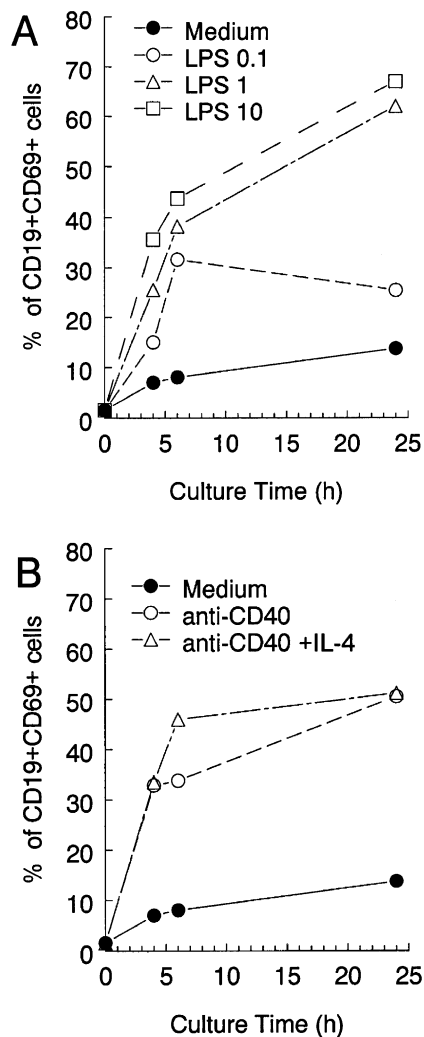 A
80
Medium
LPS 0.1
LPS 1
LPS 10
70
60
50
40
30
20
10
0
% of CD19+CD69+ cells
0 5 10 15 20 25
Culture Time (h)
B
80
70
Medium
anti-CD40
anti-CD40 +IL-4
60
50
40
30
20
10
0
% of CD19+CD69+ cells
0 5 10 15 20 25
Culture Time (h)